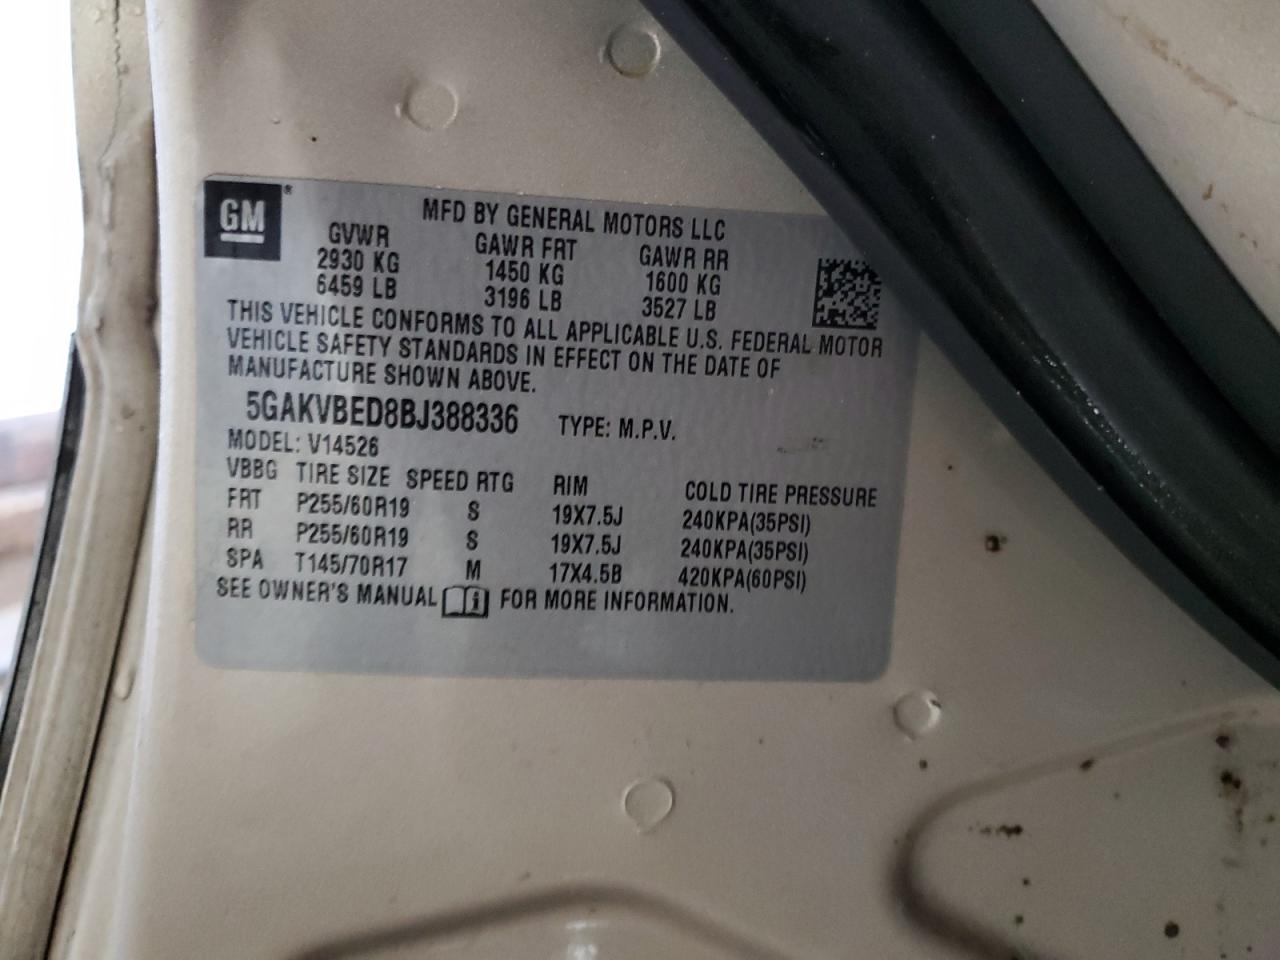 GM®
MFD BY GENERAL MOTORS LLC
GVWR GAWR FRT GAWR RR
2930 KG 1450 KG 1600 KG
6459 LB 3196 LB 3527 LB
THIS VEHICLE CONFORMS TO ALL APPLICABLE U.S. FEDERAL MOTOR
VEHICLE SAFETY STANDARDS IN EFFECT ON THE DATE OF
MANUFACTURE SHOWN ABOVE.
5GAKVBED8BJ388336 TYPE: M.P.V.
MODEL: V14526
VBBG TIRE SIZE SPEED RTG RIM COLD TIRE PRESSURE
FRT P255/60R19 S 19X7.5J 240KPA(35PSI)
RR P255/60R19 S 19X7.5J 240KPA(35PSI)
SPA T145/70R17 M 17X4.5B 420KPA(60PSI)
SEE OWNER'S MANUAL i FOR MORE INFORMATION.